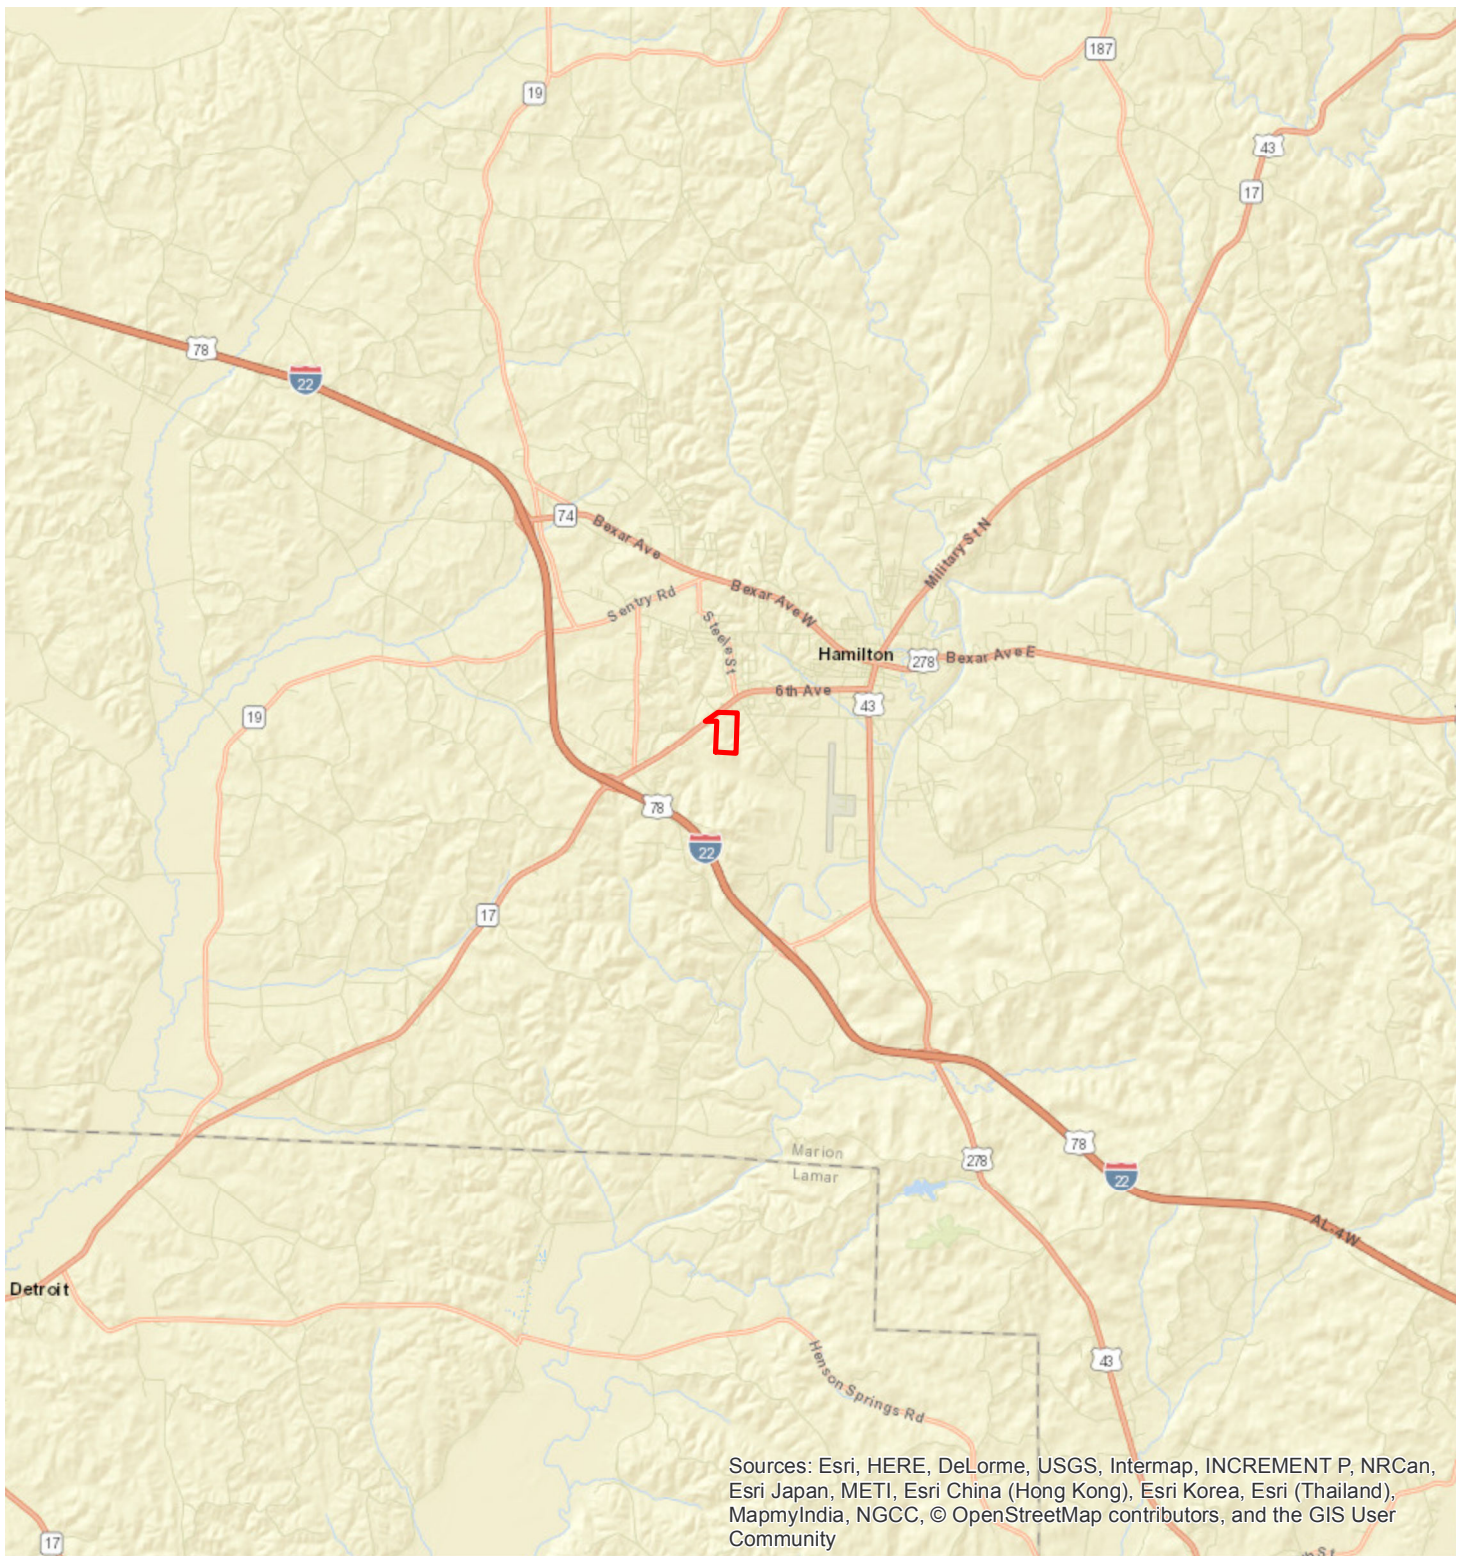 187
19
43
17
78
22
74
Bexar Ave
Military St N
Bexar Ave W
Sentry Rd
Steele St
Hamilton
278
Bexar Ave E
6th Ave
43
19
78
22
17
Marion
Lamar
278
78
22
AL-4 W
Detroit
43
Henson Springs Rd
Sources: Esri, HERE, DeLorme, USGS, Intermap, INCREMENT P, NRCan,
Esri Japan, METI, Esri China (Hong Kong), Esri Korea, Esri (Thailand),
MapmyIndia, NGCC, © OpenStreetMap contributors, and the GIS User
Community
17